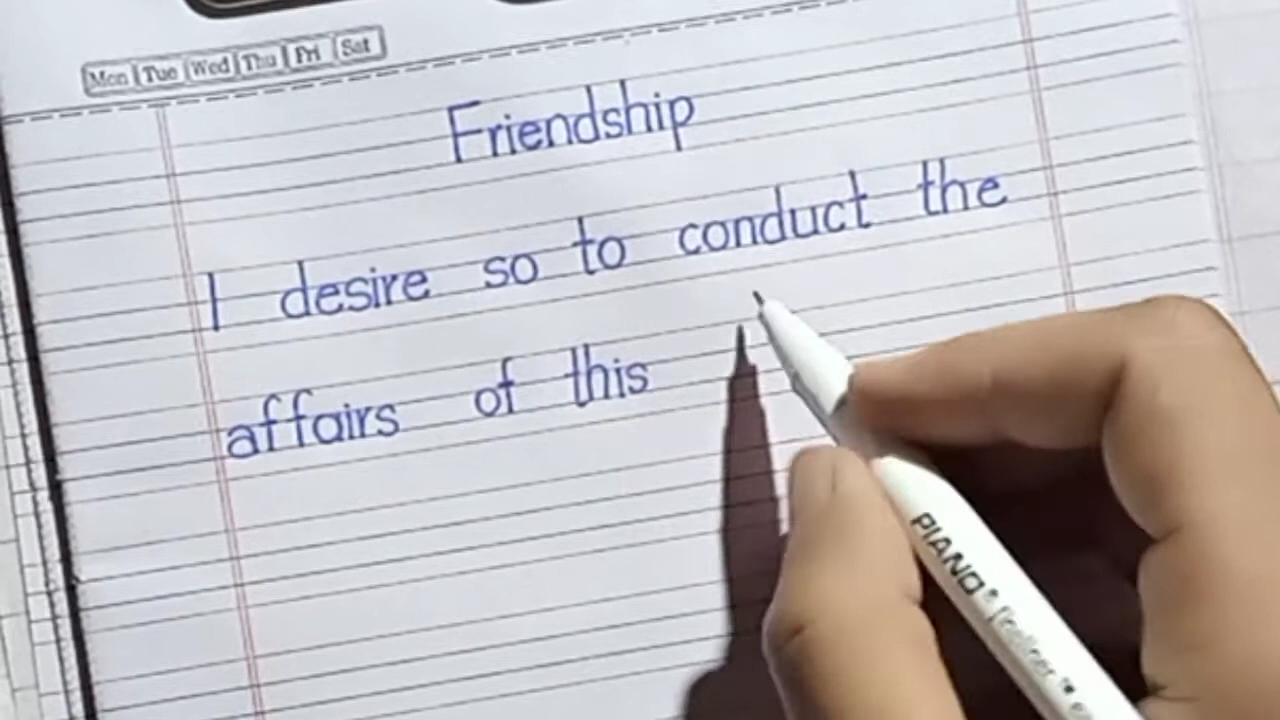 Mon Tue Wed Thu Fri Sat
Friendship
I desire so to conduct the
affairs of this
PIANO®